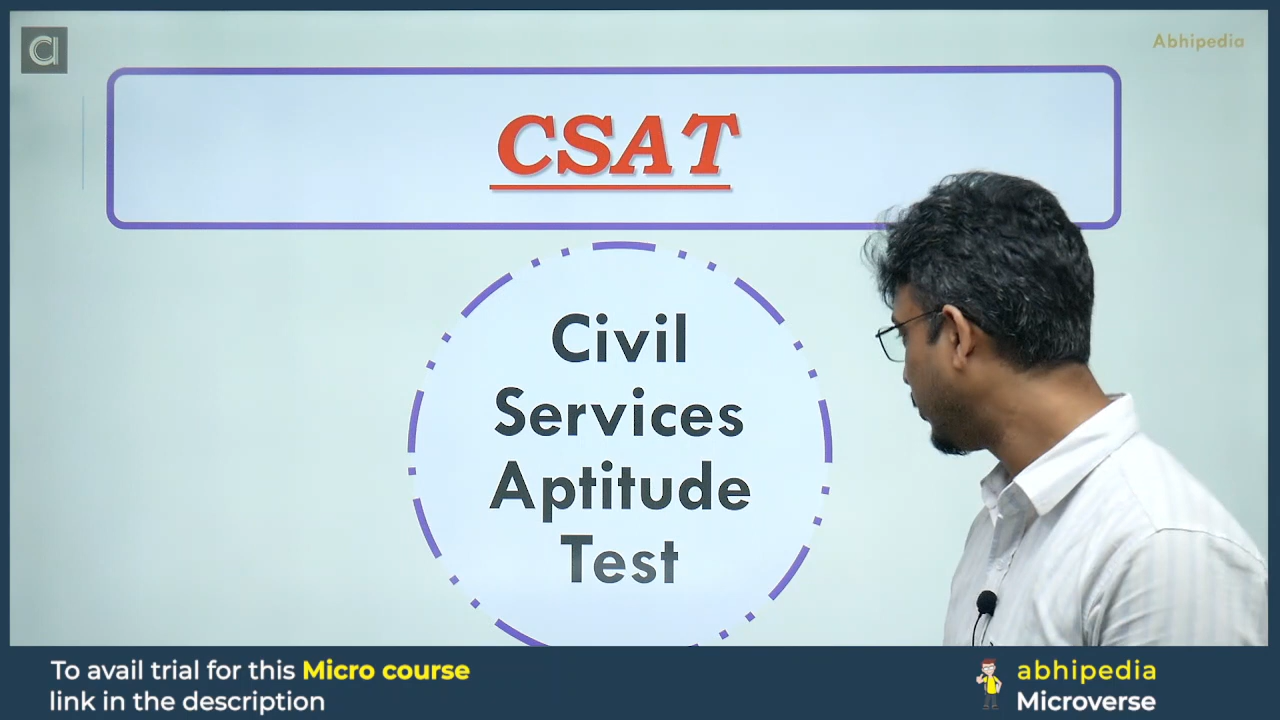 Abhipedia
CSAT
Civil
Services
Aptitude
Test
To avail trial for this Micro course
link in the description
abhipedia
Microverse